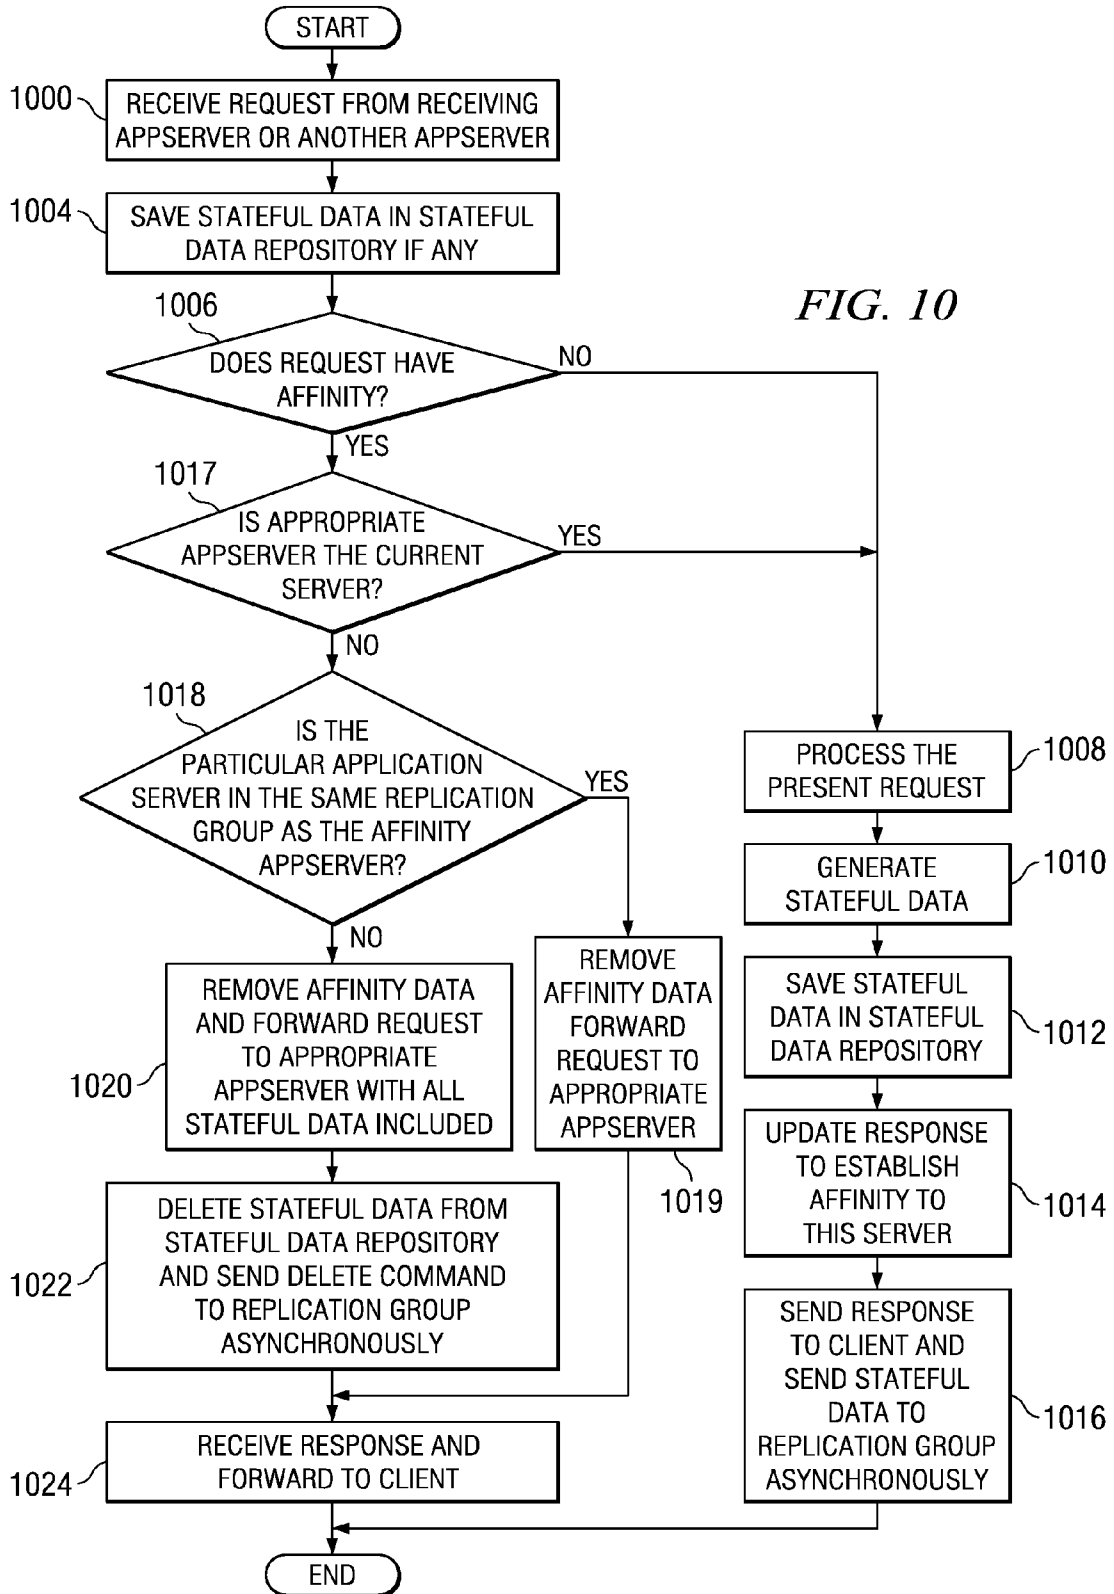 START
1000
RECEIVE REQUEST FROM RECEIVING
APPSERVER OR ANOTHER APPSERVER
1004
SAVE STATEFUL DATA IN STATEFUL
DATA REPOSITORY IF ANY
FIG. 10
1006
DOES REQUEST HAVE
AFFINITY?
NO
YES
1017
IS APPROPRIATE
APPSERVER THE CURRENT
SERVER?
YES
NO
1018
IS THE
PARTICULAR APPLICATION
SERVER IN THE SAME REPLICATION
GROUP AS THE AFFINITY
APPSERVER?
YES
NO
1020
REMOVE AFFINITY DATA
AND FORWARD REQUEST
TO APPROPRIATE
APPSERVER WITH ALL
STATEFUL DATA INCLUDED
REMOVE
AFFINITY DATA
FORWARD
REQUEST TO
APPROPRIATE
APPSERVER
1019
1022
DELETE STATEFUL DATA FROM
STATEFUL DATA REPOSITORY
AND SEND DELETE COMMAND
TO REPLICATION GROUP
ASYNCHRONOUSLY
1024
RECEIVE RESPONSE AND
FORWARD TO CLIENT
PROCESS THE
PRESENT REQUEST
1008
GENERATE
STATEFUL DATA
1010
SAVE STATEFUL
DATA IN STATEFUL
DATA REPOSITORY
1012
UPDATE RESPONSE
TO ESTABLISH
AFFINITY TO
THIS SERVER
1014
SEND RESPONSE
TO CLIENT AND
SEND STATEFUL
DATA TO
REPLICATION GROUP
ASYNCHRONOUSLY
1016
END